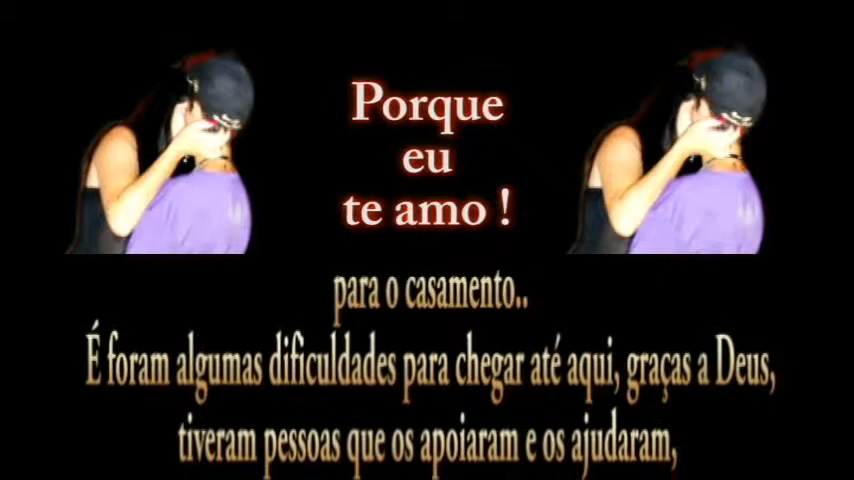 Porque
eu
te amo !
para o casamento..
É foram algumas dificuldades para chegar até aqui, graças a Deus,
tiveram pessoas que os apoiaram e os ajudaram,